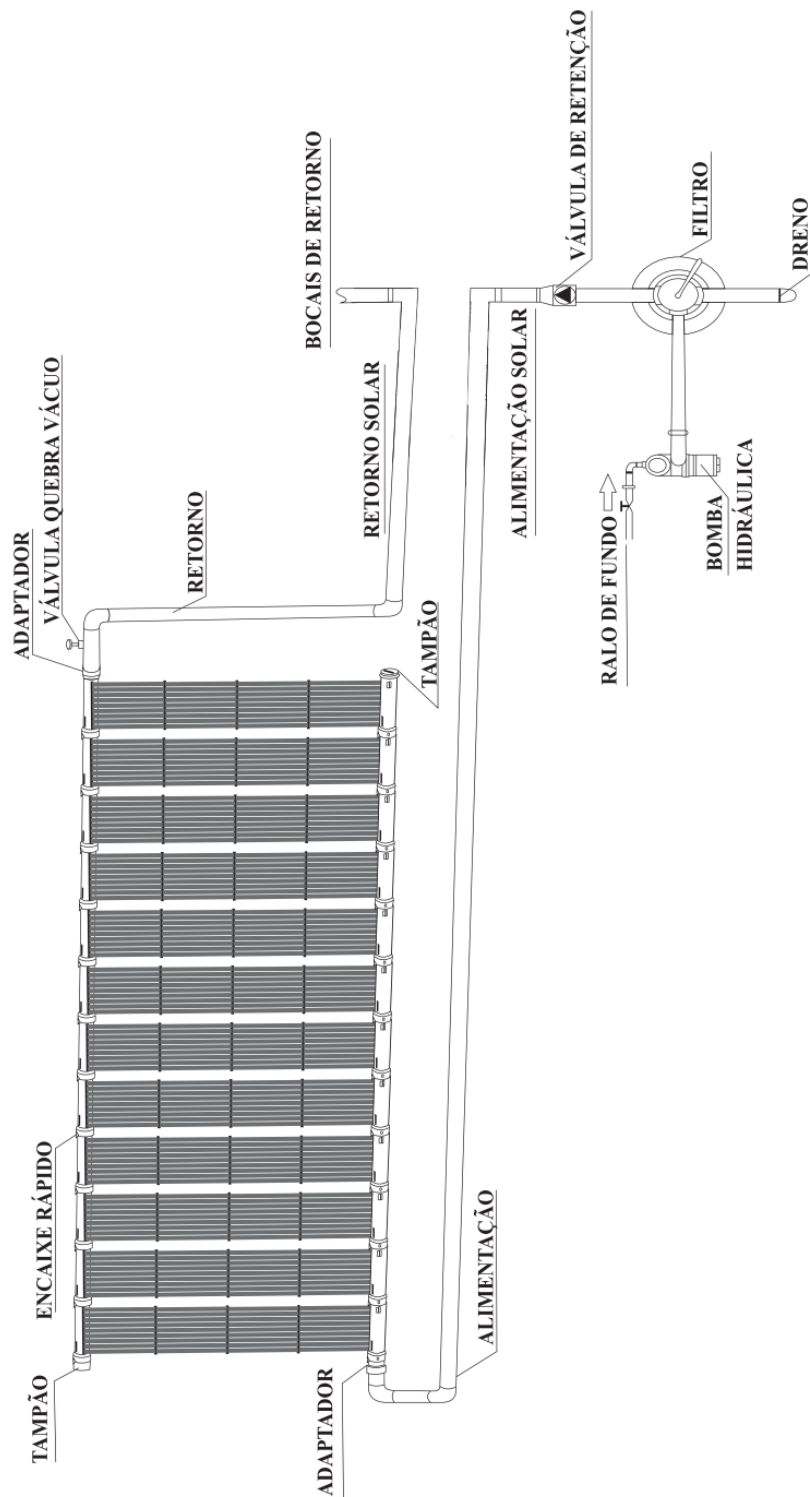 TAMPÃO
ENCAIXE RÁPIDO
ADAPTADOR
VÁLVULA QUEBRA VÁCUO
RETORNO
BOCAIS DE RETORNO
RETORNO SOLAR
TAMPÃO
ADAPTADOR
ALIMENTAÇÃO
ALIMENTAÇÃO SOLAR
VÁLVULA DE RETENÇÃO
RALO DE FUNDO
BOMBA
HIDRÁULICA
FILTRO
DRENO